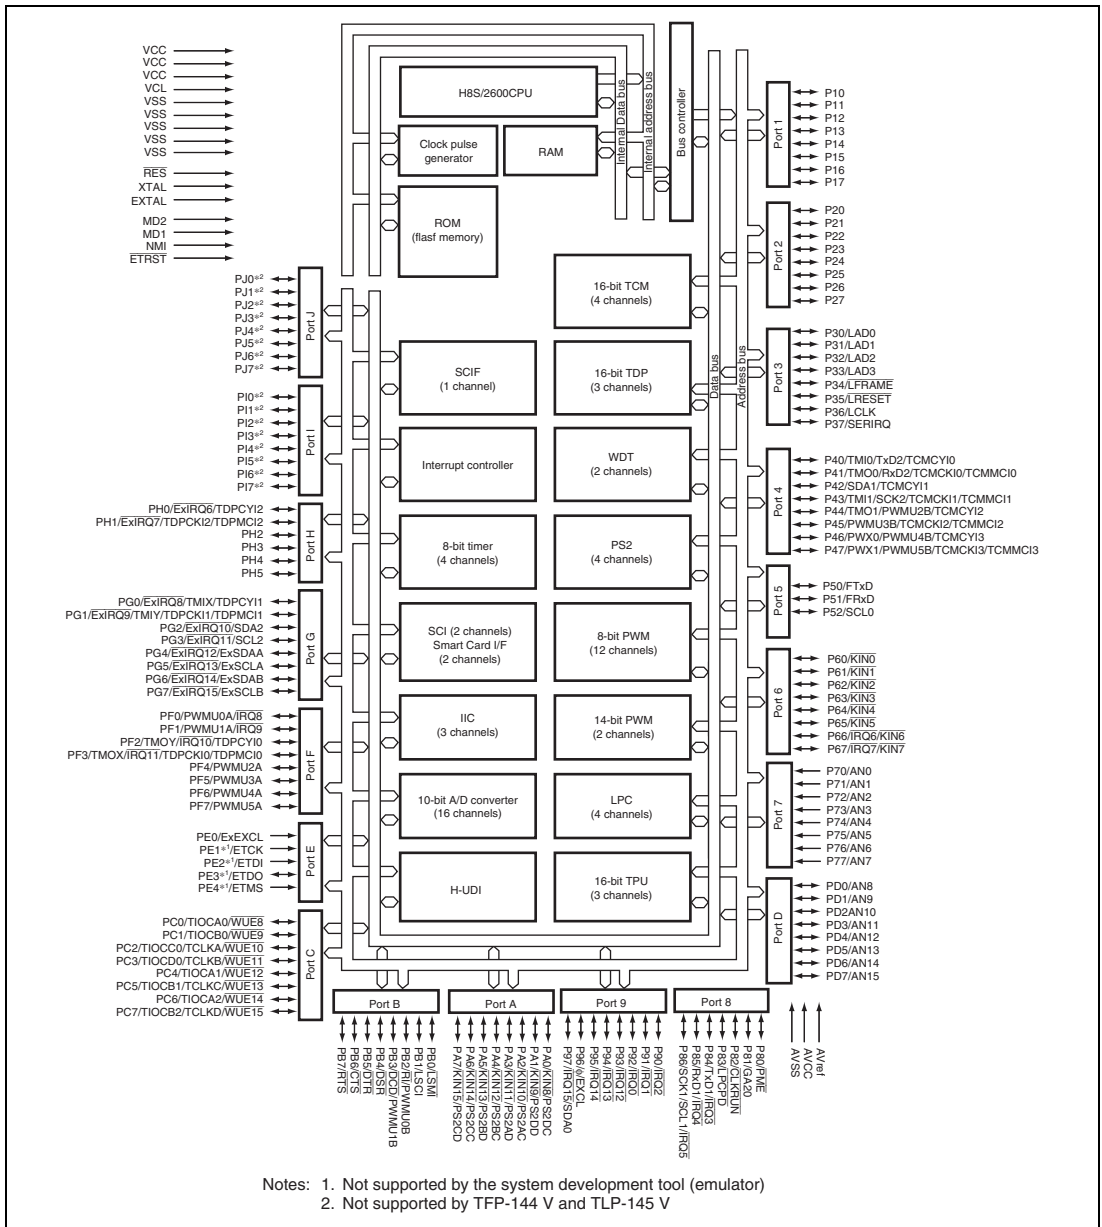 VCC
VCC
VCC
VCL
VSS
VSS
VSS
VSS
VSS
RES
XTAL
EXTAL
MD2
MD1
NMI
ETRST
H8S/2600CPU
Clock pulse
generator
RAM
ROM
(flasf memory)
Internal Data bus
Internal address bus
Bus controller
16-bit TCM
(4 channels)
SCIF
(1 channel)
16-bit TDP
(3 channels)
Interrupt controller
WDT
(2 channels)
8-bit timer
(4 channels)
PS2
(4 channels)
SCI (2 channels)
Smart Card I/F
(2 channels)
8-bit PWM
(12 channels)
IIC
(3 channels)
14-bit PWM
(2 channels)
10-bit A/D converter
(16 channels)
LPC
(4 channels)
H-UDI
16-bit TPU
(3 channels)
Data bus
Address bus
Port J
PJ0*2
PJ1*2
PJ2*2
PJ3*2
PJ4*2
PJ5*2
PJ6*2
PJ7*2
Port I
PI0*2
PI1*2
PI2*2
PI3*2
PI4*2
PI5*2
PI6*2
PI7*2
Port H
PH0/ExIRQ6/TDPCYI2
PH1/ExIRQ7/TDPCKI2/TDPMCI2
PH2
PH3
PH4
PH5
Port G
PG0/ExIRQ8/TMIX/TDPCYI1
PG1/ExIRQ9/TMIY/TDPCKI1/TDPMCI1
PG2/ExIRQ10/SDA2
PG3/ExIRQ11/SCL2
PG4/ExIRQ12/ExSDAA
PG5/ExIRQ13/ExSCLA
PG6/ExIRQ14/ExSDAB
PG7/ExIRQ15/ExSCLB
Port F
PF0/PWMU0A/IRQ8
PF1/PWMU1A/IRQ9
PF2/TMOY/IRQ10/TDPCYI0
PF3/TMOX/IRQ11/TDPCKI0/TDPMCI0
PF4/PWMU2A
PF5/PWMU3A
PF6/PWMU4A
PF7/PWMU5A
Port E
PE0/ExEXCL
PE1*1/ETCK
PE2*1/ETDI
PE3*1/ETDO
PE4*1/ETMS
Port C
PC0/TIOCA0/WUE8
PC1/TIOCB0/WUE9
PC2/TIOCC0/TCLKA/WUE10
PC3/TIOCD0/TCLKB/WUE11
PC4/TIOCA1/WUE12
PC5/TIOCB1/TCLKC/WUE13
PC6/TIOCA2/WUE14
PC7/TIOCB2/TCLKD/WUE15
Port 1
P10
P11
P12
P13
P14
P15
P16
P17
Port 2
P20
P21
P22
P23
P24
P25
P26
P27
Port 3
P30/LAD0
P31/LAD1
P32/LAD2
P33/LAD3
P34/LFRAME
P35/LRESET
P36/LCLK
P37/SERIRQ
Port 4
P40/TMI0/TxD2/TCMCYI0
P41/TMO0/RxD2/TCMCKI0/TCMMCI0
P42/SDA1/TCMCYI1
P43/TMI1/SCK2/TCMCKI1/TCMMCI1
P44/TMO1/PWMU2B/TCMCYI2
P45/PWMU3B/TCMCKI2/TCMMCI2
P46/PWX0/PWMU4B/TCMCYI3
P47/PWX1/PWMU5B/TCMCKI3/TCMMCI3
Port 5
P50/FTxD
P51/FRxD
P52/SCL0
Port 6
P60/KIN0
P61/KIN1
P62/KIN2
P63/KIN3
P64/KIN4
P65/KIN5
P66/IRQ6/KIN6
P67/IRQ7/KIN7
Port 7
P70/AN0
P71/AN1
P72/AN2
P73/AN3
P74/AN4
P75/AN5
P76/AN6
P77/AN7
Port D
PD0/AN8
PD1/AN9
PD2AN10
PD3/AN11
PD4/AN12
PD5/AN13
PD6/AN14
PD7/AN15
Port B
PB7/RTS
PB6/CTS
PB5/DTR
PB4/DSR
PB3/DCD/PWMU1B
PB2/RI/PWMU0B
PB1/LSCI
PB0/LSMI
Port A
PA7/KIN15/PS2CD
PA6/KIN14/PS2CC
PA5/KIN13/PS2BD
PA4/KIN12/PS2BC
PA3/KIN11/PS2AD
PA2/KIN10/PS2AC
PA1/KIN9/PS2DD
PA0/KIN8/PS2DC
Port 9
P97/IRQ15/SDA0
P96/φ/EXCL
P95/IRQ14
P94/IRQ13
P93/IRQ12
P92/IRQ0
P91/IRQ1
P90/IRQ2
Port 8
P86/SCK1/SCL1/IRQ5
P85/RxD1/IRQ4
P84/TxD1/IRQ3
P83/LPCPD
P82/CLKRUN
P81/GA20
P80/PME
AVSS
AVCC
AVref
Notes: 1. Not supported by the system development tool (emulator)
2. Not supported by TFP-144 V and TLP-145 V